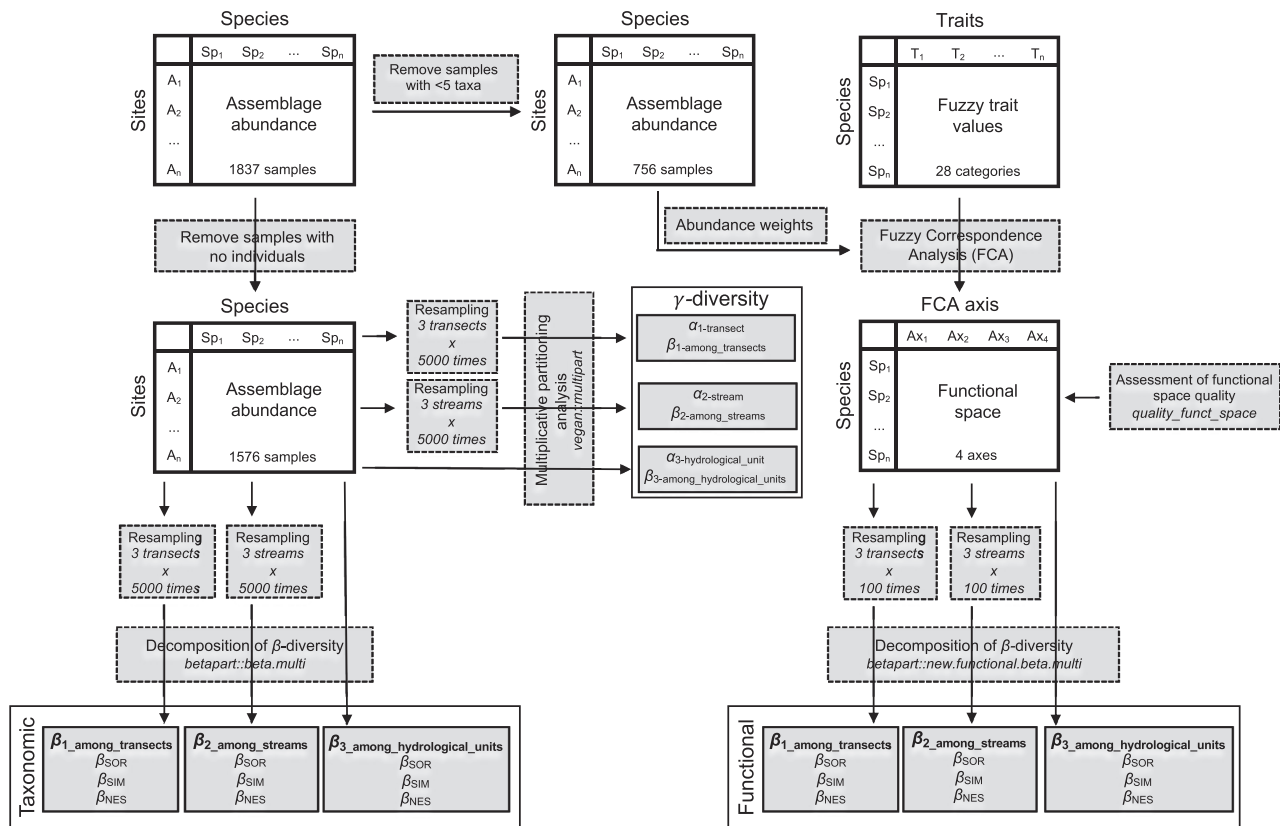 Species
Sp1 Sp2 ... Spn
Sites
A1
A2
...
An
Assemblage
abundance
1837 samples
Remove samples
with <5 taxa
Species
Sp1 Sp2 ... Spn
Sites
A1
A2
...
An
Assemblage
abundance
756 samples
Traits
T1 T2 ... Tn
Species
Sp1
Sp2
...
Spn
Fuzzy trait
values
28 categories
Remove samples with
no individuals
Abundance weights
Fuzzy Correspondence
Analysis (FCA)
Species
Sp1 Sp2 ... Spn
Sites
A1
A2
...
An
Assemblage
abundance
1576 samples
Resampling
3 transects
x
5000 times
Resampling
3 streams
x
5000 times
Multiplicative partitioning
analysis
vegan::multipart
γ-diversity
α1-transect
β1-among_transects
α2-stream
β2-among_streams
α3-hydrological_unit
β3-among_hydrological_units
FCA axis
Ax1 Ax2 Ax3 Ax4
Species
Sp1
Sp2
...
Spn
Functional
space
4 axes
Assessment of functional
space quality
quality_funct_space
Resampling
3 transects
x
5000 times
Resampling
3 streams
x
5000 times
Resampling
3 transects
x
100 times
Resampling
3 streams
x
100 times
Decomposition of β-diversity
betapart::beta.multi
Decomposition of β-diversity
betapart::new.functional.beta.multi
Taxonomic
β1_among_transects
βSOR
βSIM
βNES
β2_among_streams
βSOR
βSIM
βNES
β3_among_hydrological_units
βSOR
βSIM
βNES
Functional
β1_among_transects
βSOR
βSIM
βNES
β2_among_streams
βSOR
βSIM
βNES
β3_among_hydrological_units
βSOR
βSIM
βNES